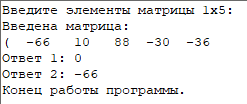 Введите элементы матрицы 1x5:
Введена матрица:
( -66 10 88 -30 -36
Ответ 1: 0
Ответ 2: -66
Конец работы программы.